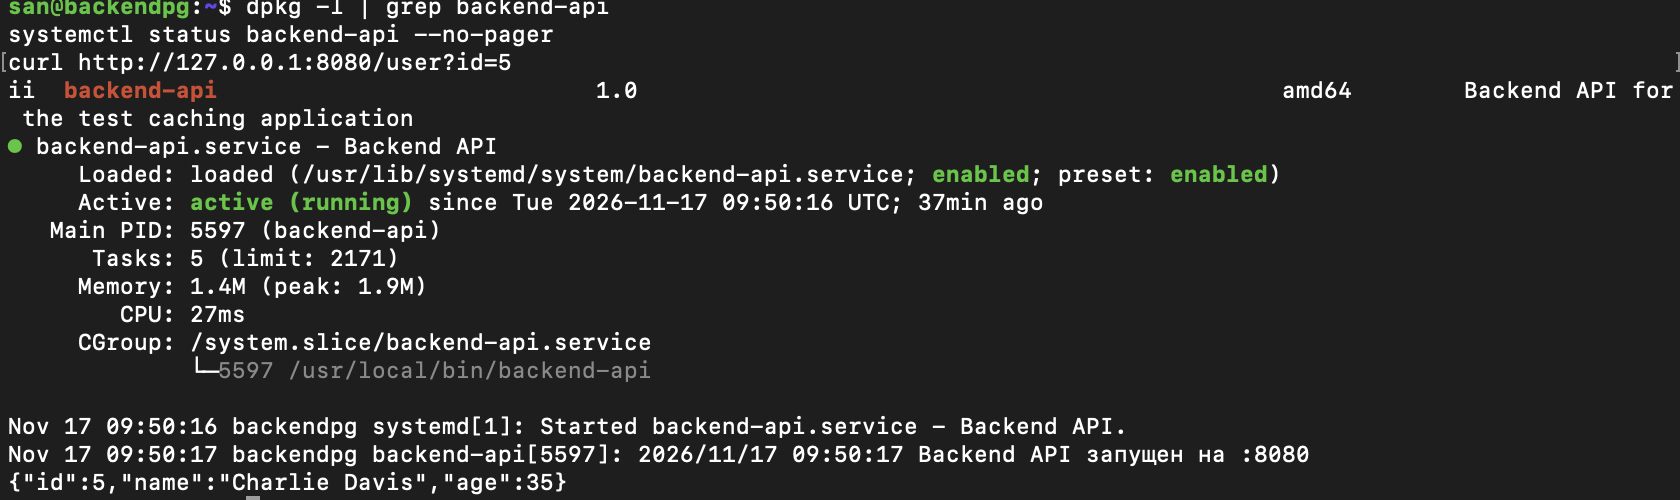 san@backendpg:~$ dpkg -l | grep backend-api
systemctl status backend-api --no-pager
[curl http://127.0.0.1:8080/user?id=5 ]
ii  backend-api                           1.0                                              amd64        Backend API for
 the test caching application
● backend-api.service - Backend API
     Loaded: loaded (/usr/lib/systemd/system/backend-api.service; enabled; preset: enabled)
     Active: active (running) since Tue 2026-11-17 09:50:16 UTC; 37min ago
   Main PID: 5597 (backend-api)
      Tasks: 5 (limit: 2171)
     Memory: 1.4M (peak: 1.9M)
        CPU: 27ms
     CGroup: /system.slice/backend-api.service
             └─5597 /usr/local/bin/backend-api
Nov 17 09:50:16 backendpg systemd[1]: Started backend-api.service - Backend API.
Nov 17 09:50:17 backendpg backend-api[5597]: 2026/11/17 09:50:17 Backend API запущен на :8080
{"id":5,"name":"Charlie Davis","age":35}